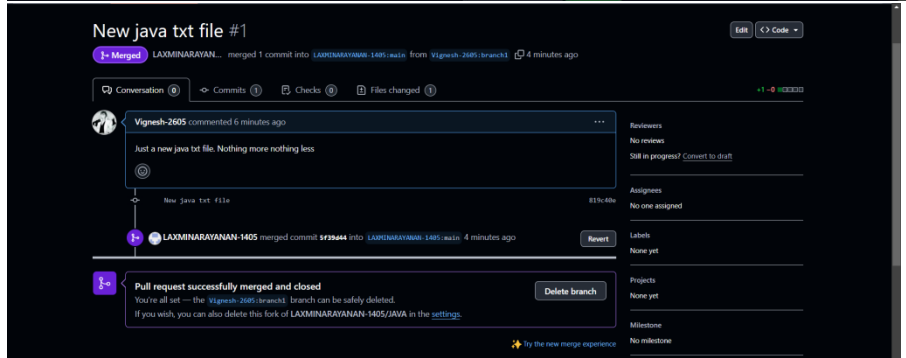 New java txt file #1
Edit
<> Code
Merged
LAXMINARAYAN... merged 1 commit into LAXMINARAYANAN-1405:main from Vignesh-2605:branch1 4 minutes ago
Conversation 0
Commits 1
Checks 0
Files changed 1
+1 -0
Vignesh-2605 commented 6 minutes ago
...
Just a new java txt file. Nothing more nothing less
New java txt file
819c40e
LAXMINARAYANAN-1405 merged commit 5f39d44 into LAXMINARAYANAN-1405:main 4 minutes ago
Revert
Pull request successfully merged and closed
You're all set — the Vignesh-2605:branch1 branch can be safely deleted.
If you wish, you can also delete this fork of LAXMINARAYANAN-1405/JAVA in the settings.
Delete branch
Try the new merge experience
Reviewers
No reviews
Still in progress? Convert to draft
Assignees
No one assigned
Labels
None yet
Projects
None yet
Milestone
No milestone